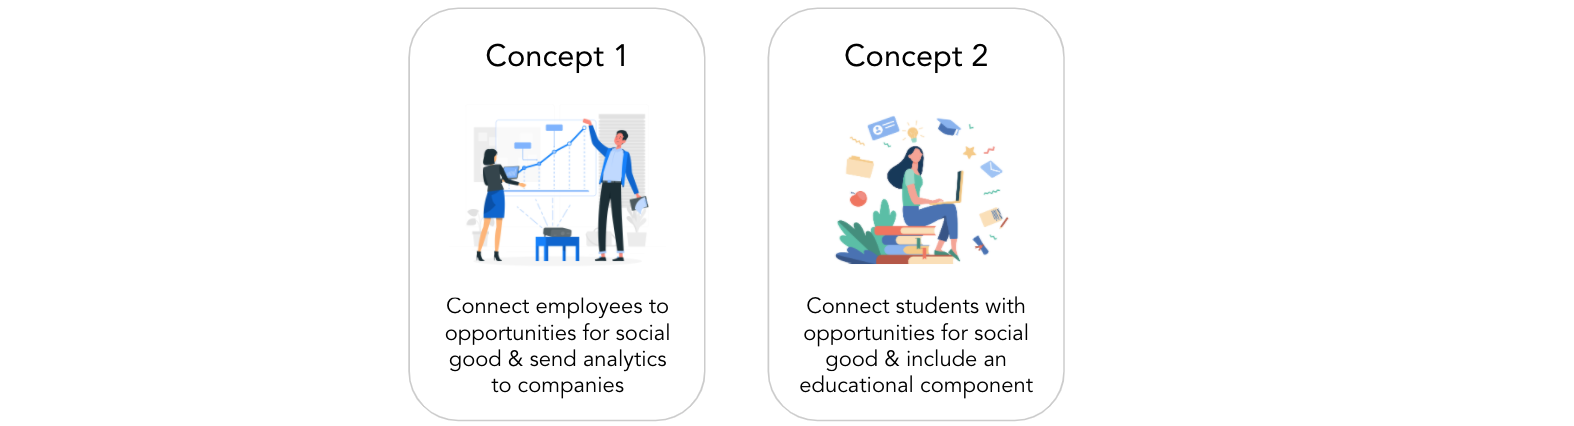 Concept 1
Connect employees to
opportunities for social
good & send analytics
to companies
Concept 2
Connect students with
opportunities for social
good & include an
educational component